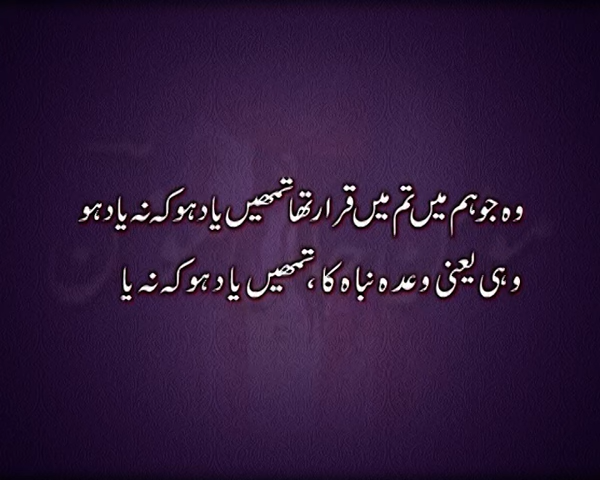 وہ جو ہم میں تم میں قرار تھا تمھیں یاد ہو کہ نہ یاد ہو
وہی یعنی وعدہ نباہ کا ، تمھیں یاد ہو کہ نہ یا